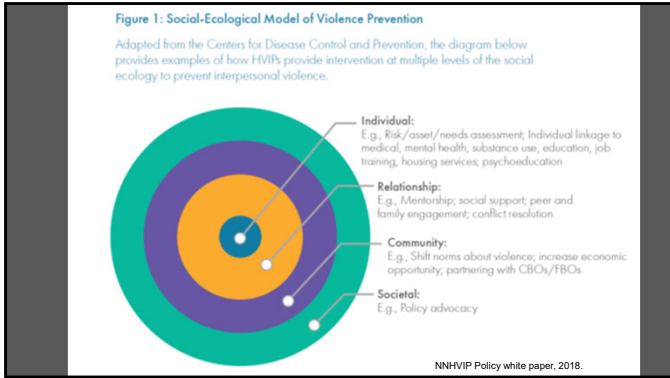 Figure 1: Social-Ecological Model of Violence Prevention
Adapted from the Centers for Disease Control and Prevention, the diagram below
provides examples of how HVIPs provide intervention at multiple levels of the social
ecology to prevent interpersonal violence.
Individual:
E.g., Risk/asset/needs assessment; Individual linkage to
medical, mental health, substance use, education, job
training, housing services; psychoeducation
Relationship:
E.g., Mentorship; social support; peer and
family engagement; conflict resolution
Community:
E.g., Shift norms about violence; increase economic
opportunity; partnering with CBOs/FBOs
Societal:
E.g., Policy advocacy
NNHVIP Policy white paper, 2018.